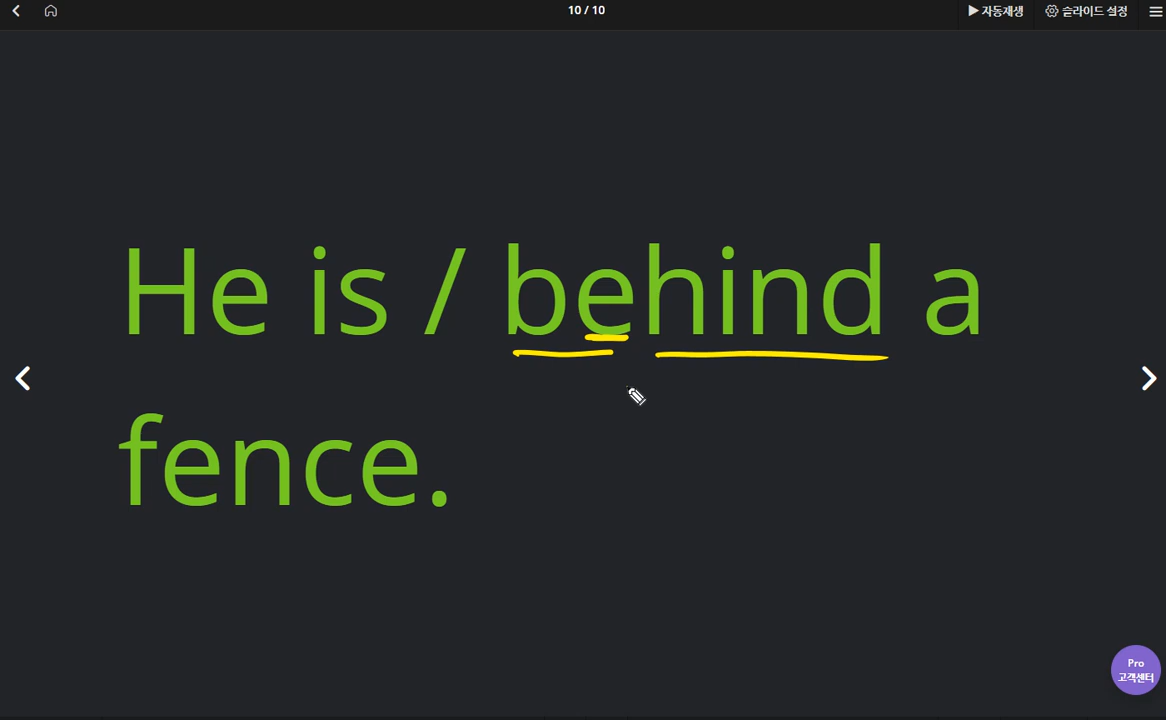 10 / 10
▶ 자동재생
슬라이드 설정
He is / behind a
fence.
Pro
고객센터